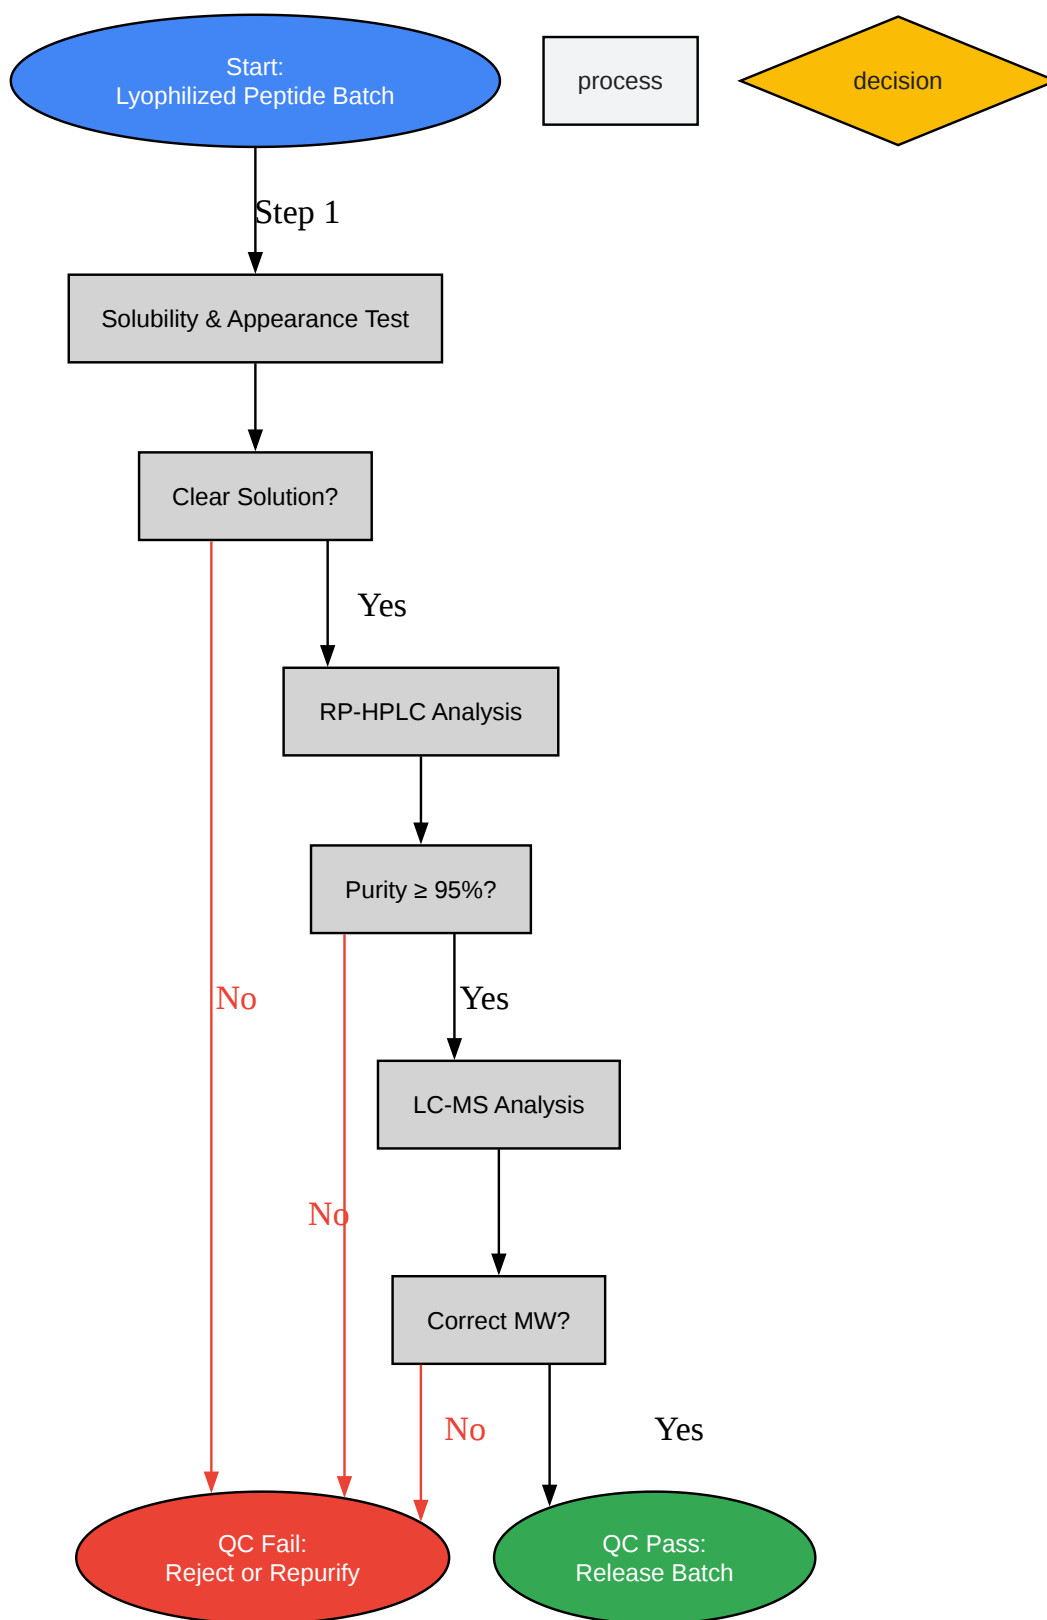 Start:
Lyophilized Peptide Batch
process
decision
Step 1
Solubility & Appearance Test
Clear Solution?
Yes
RP-HPLC Analysis
Purity ≥ 95%?
No
Yes
LC-MS Analysis
No
Correct MW?
No
Yes
QC Fail:
Reject or Repurify
QC Pass:
Release Batch